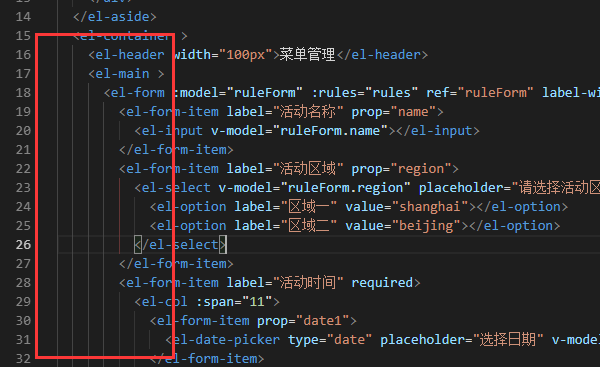 13 </div>
14 </el-aside>
15 <el-container >
16 <el-header width="100px">菜单管理</el-header>
17 <el-main >
18 <el-form :model="ruleForm" :rules="rules" ref="ruleForm" label-wi
19 <el-form-item label="活动名称" prop="name">
20 <el-input v-model="ruleForm.name"></el-input>
21 </el-form-item>
22 <el-form-item label="活动区域" prop="region">
23 <el-select v-model="ruleForm.region" placeholder="请选择活动区
24 <el-option label="区域一" value="shanghai"></el-option>
25 <el-option label="区域二" value="beijing"></el-option>
26 </el-select>
27 </el-form-item>
28 <el-form-item label="活动时间" required>
29 <el-col :span="11">
30 <el-form-item prop="date1">
31 <el-date-picker type="date" placeholder="选择日期" v-mod
32 </el-form-item>